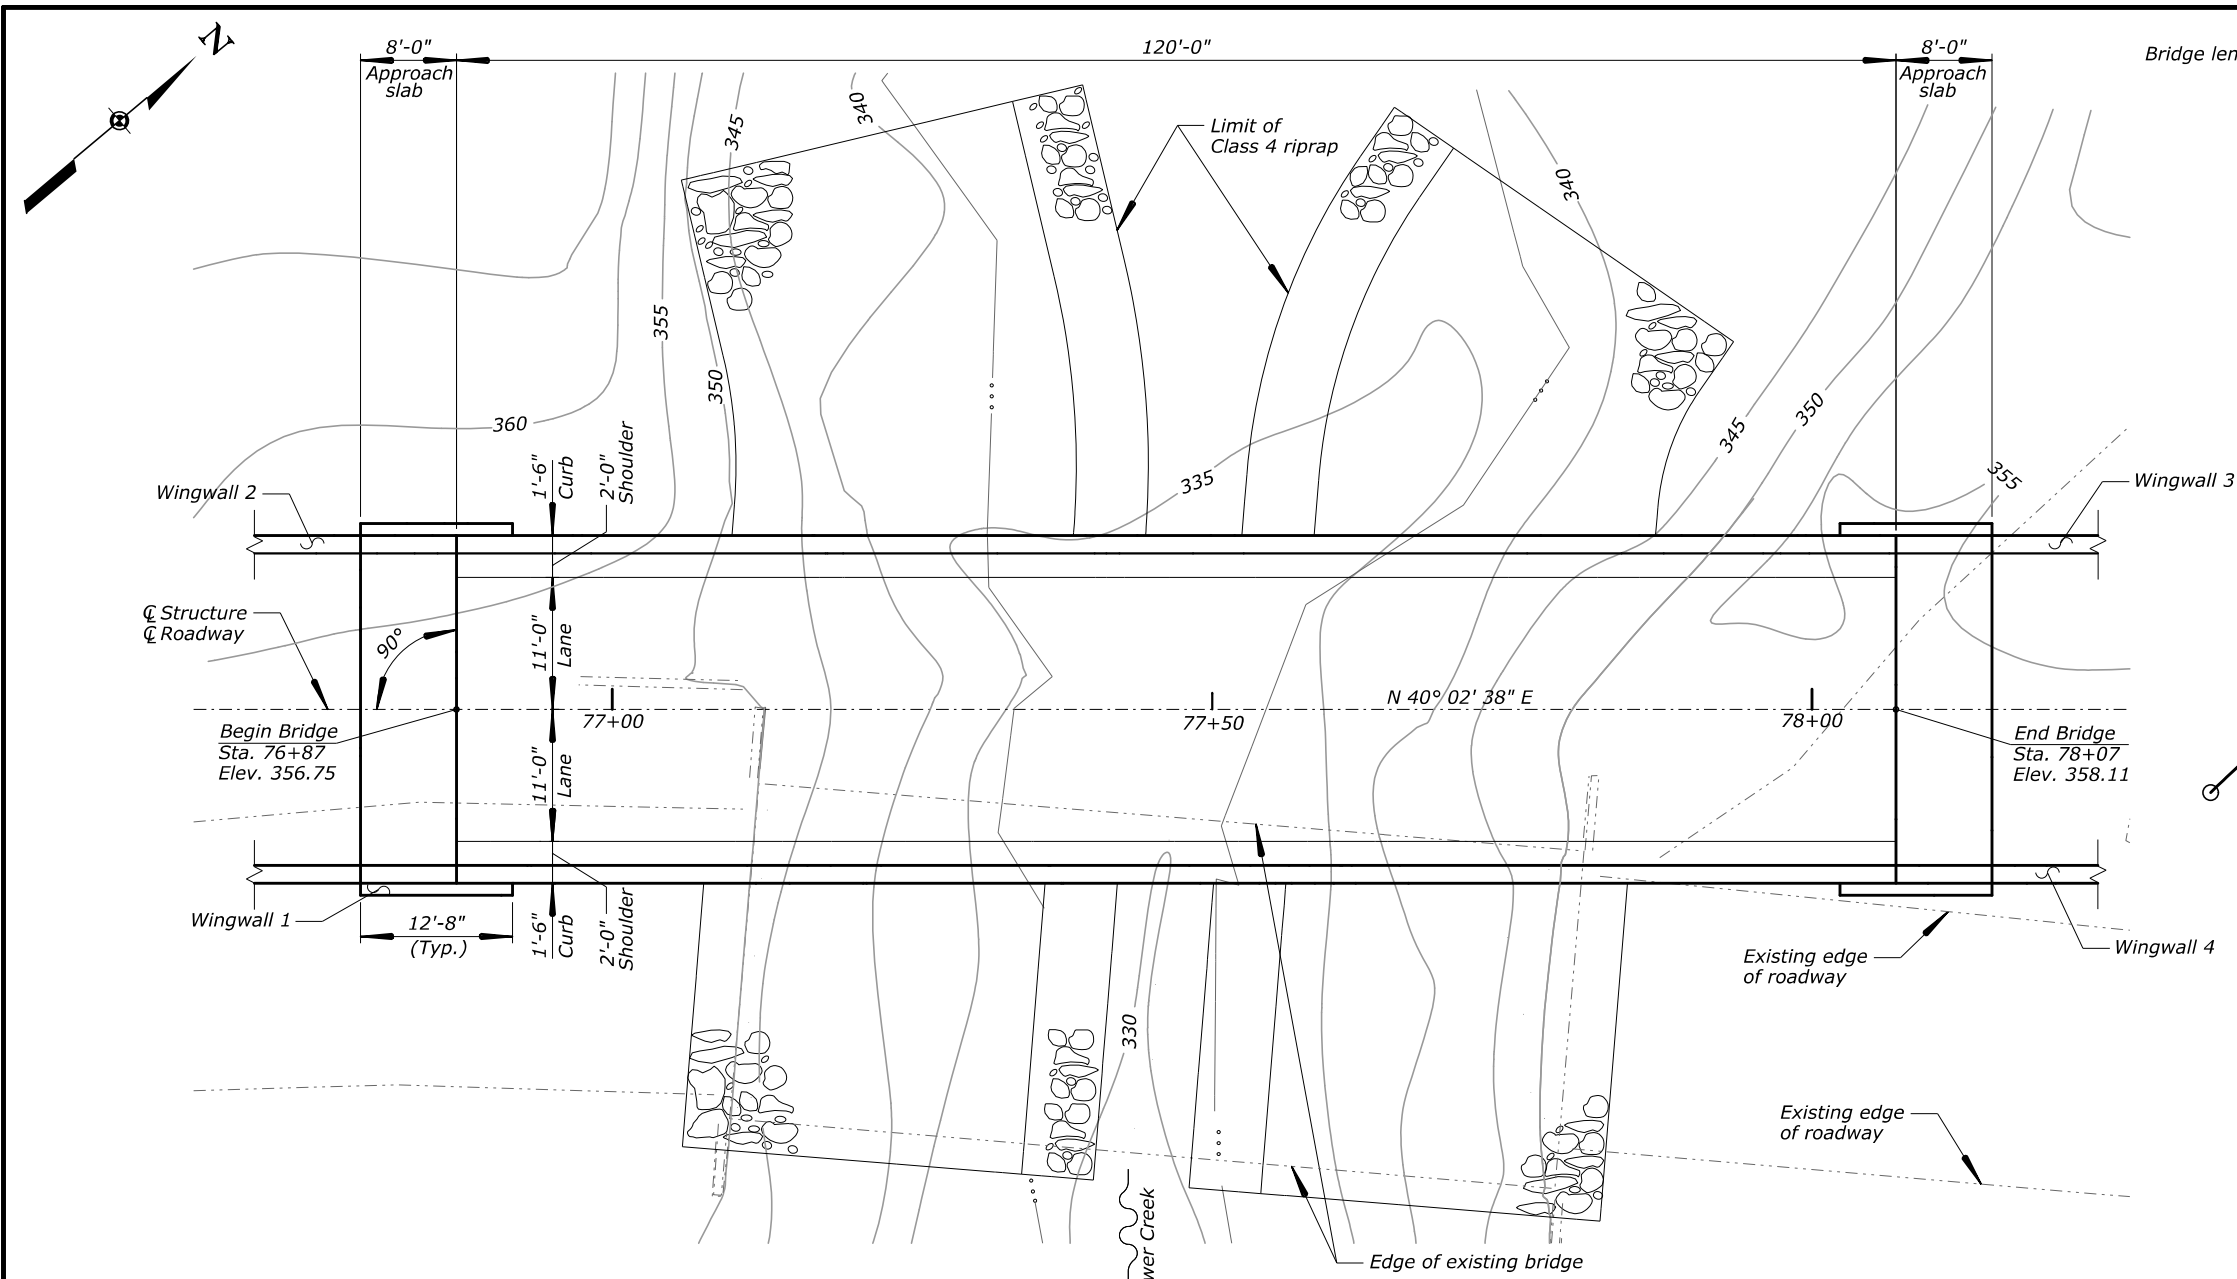 N
8'-0"
Approach
slab
120'-0"
8'-0"
Approach
slab
Bridge len
345
340
Limit of
Class 4 riprap
340
355
350
360
345
350
355
335
1'-6"
Curb
2'-0"
Shoulder
Wingwall 2
Wingwall 3
℄ Structure
℄ Roadway
90°
11'-0"
Lane
77+00
77+50
N 40° 02' 38" E
78+00
Begin Bridge
Sta. 76+87
Elev. 356.75
11'-0"
Lane
End Bridge
Sta. 78+07
Elev. 358.11
Wingwall 1
12'-8"
(Typ.)
1'-6"
Curb
2'-0"
Shoulder
Existing edge
of roadway
Wingwall 4
330
Existing edge
of roadway
wer Creek
Edge of existing bridge